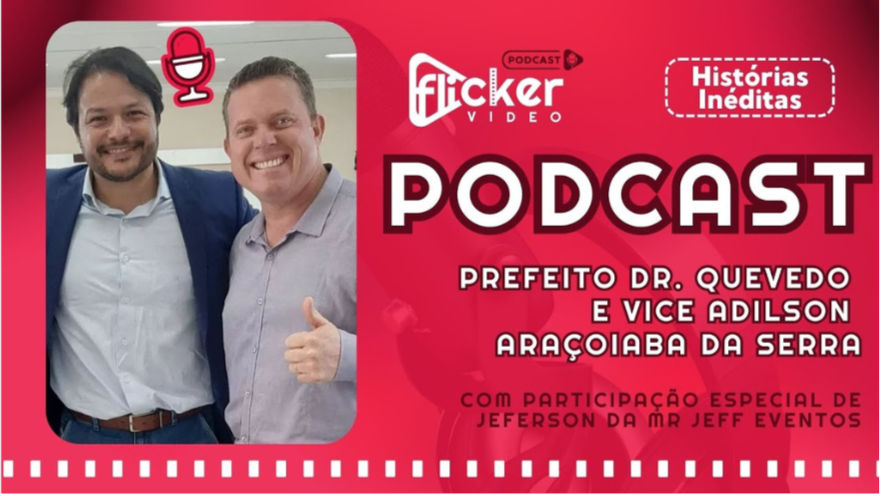 PODCAST
flicker
VIDEO
Histórias
Inéditas
PODCAST
PREFEITO DR. QUEVEDO
E VICE ADILSON
ARAÇOIABA DA SERRA
COM PARTICIPAÇÃO ESPECIAL DE
JEFERSON DA MR JEFF EVENTOS